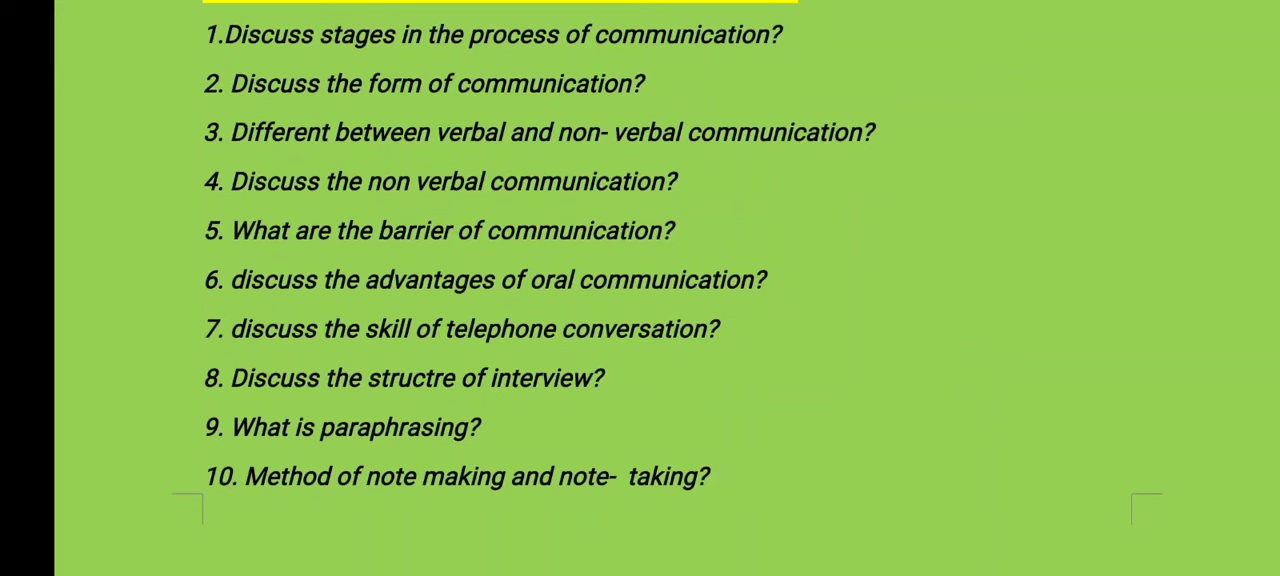 1.Discuss stages in the process of communication?
2. Discuss the form of communication?
3. Different between verbal and non- verbal communication?
4. Discuss the non verbal communication?
5. What are the barrier of communication?
6. discuss the advantages of oral communication?
7. discuss the skill of telephone conversation?
8. Discuss the structre of interview?
9. What is paraphrasing?
10. Method of note making and note- taking?